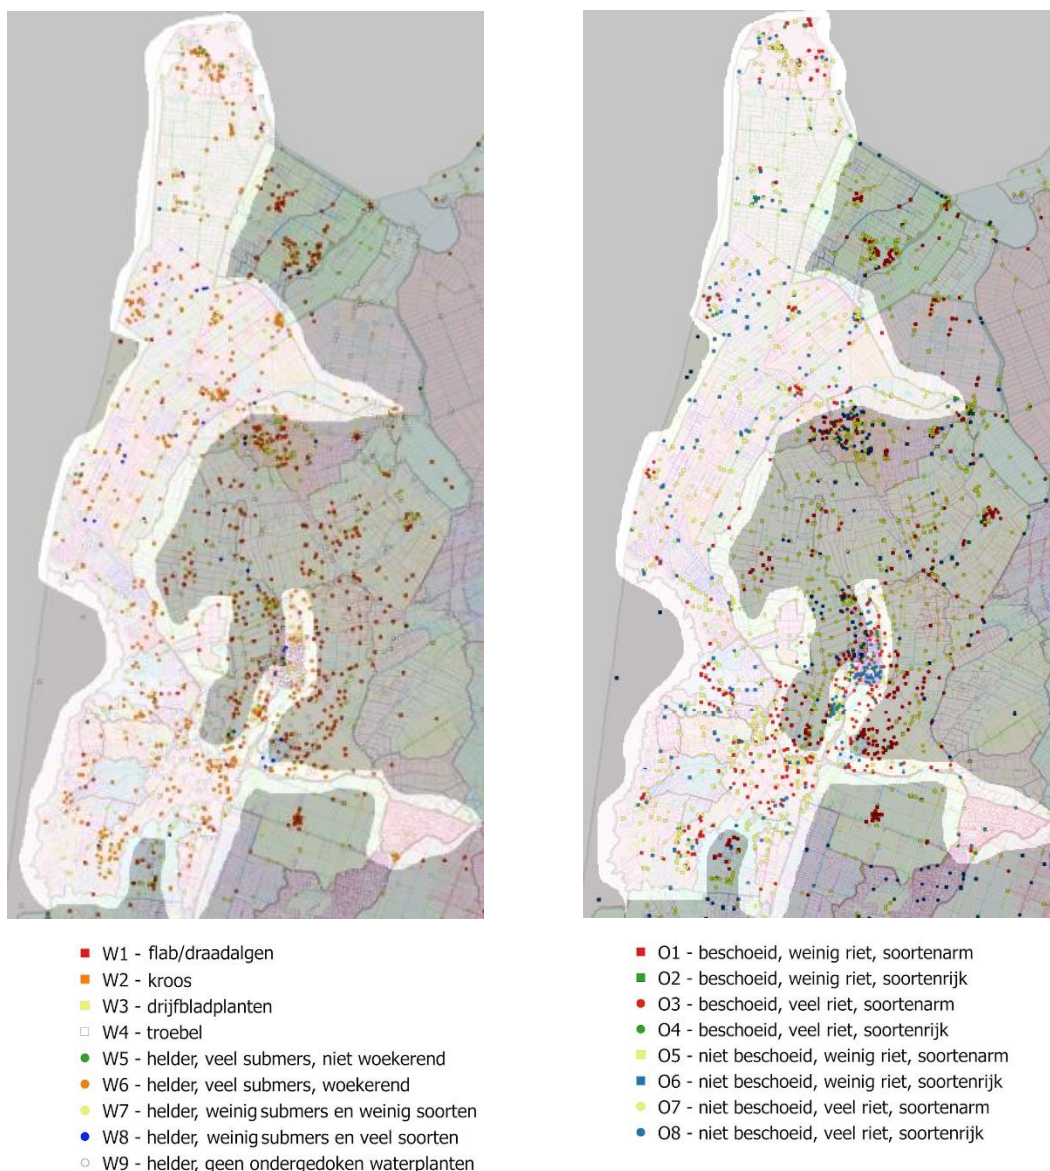 W1 - flab/draadalgen
W2 - kroos
W3 - drijfbladplanten
W4 - troebel
W5 - helder, veel submers, niet woekerend
W6 - helder, veel submers, woekerend
W7 - helder, weinig submers en weinig soorten
W8 - helder, weinig submers en veel soorten
W9 - helder, geen ondergedoken waterplanten
O1 - beschoeid, weinig riet, soortenarm
O2 - beschoeid, weinig riet, soortenrijk
O3 - beschoeid, veel riet, soortenarm
O4 - beschoeid, veel riet, soortenrijk
O5 - niet beschoeid, weinig riet, soortenarm
O6 - niet beschoeid, weinig riet, soortenrijk
O7 - niet beschoeid, veel riet, soortenarm
O8 - niet beschoeid, veel riet, soortenrijk